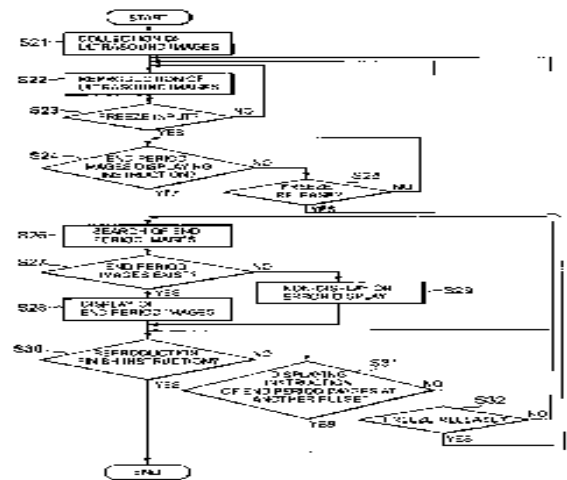 START
S21
COLLECTION OF
ULTRASOUND IMAGES
S22
REPRODUCTION OF
ULTRASOUND IMAGES
S23
FREEZE INPUT?
NO
YES
S24
END PERIOD
IMAGES DISPLAYING
INSTRUCTION?
NO
YES
S25
FREEZE
RELEASE?
NO
YES
S26
SEARCH OF END
PERIOD IMAGES
S27
END PERIOD
IMAGES EXIST?
NO
YES
S28
DISPLAY OF
END PERIOD IMAGES
NON-DISPLAY OR
ERROR DISPLAY
S29
S30
REPRODUCTION
FINISH INSTRUCTION?
NO
YES
S31
DISPLAYING
INSTRUCTION
OF END PERIOD IMAGES AT
ANOTHER PULSE?
NO
YES
S32
FREEZE RELEASE?
NO
YES
END